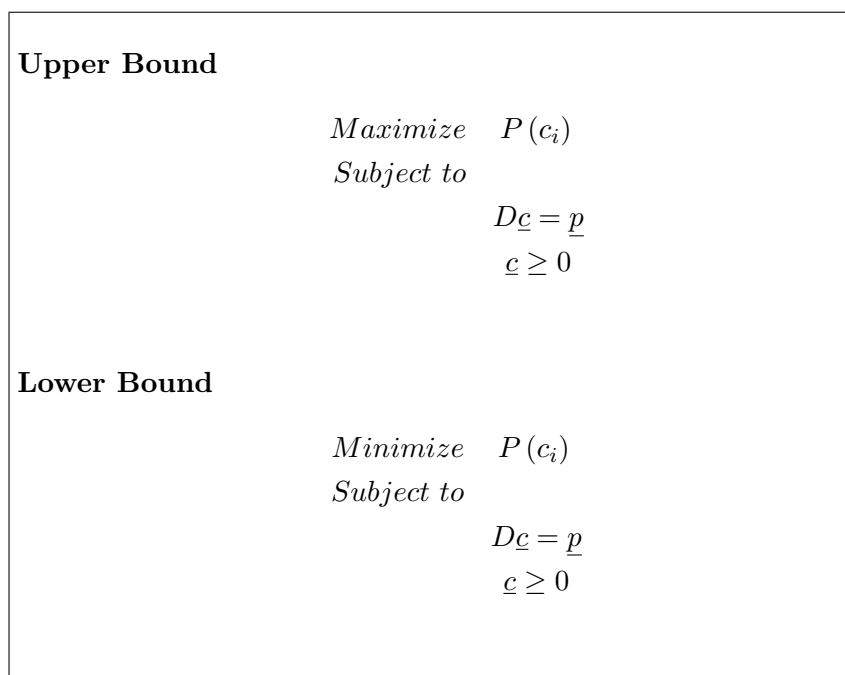 Upper Bound
Maximize P (c_i)
Subject to
Dc̲ = p̲
c̲ ≥ 0
Lower Bound
Minimize P (c_i)
Subject to
Dc̲ = p̲
c̲ ≥ 0